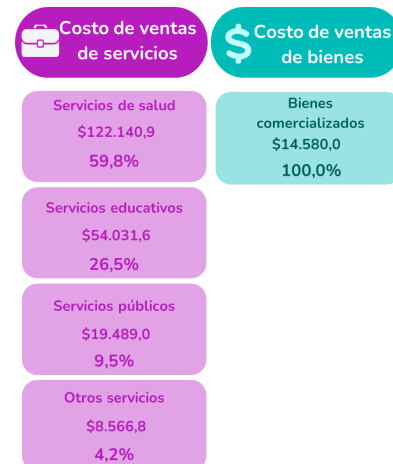 Costo de ventas
de servicios
Servicios de salud
$122.140,9
59,8%
Servicios educativos
$54.031,6
26,5%
Servicios públicos
$19.489,0
9,5%
Otros servicios
$8.566,8
4,2%
Costo de ventas
de bienes
Bienes
comercializados
$14.580,0
100,0%